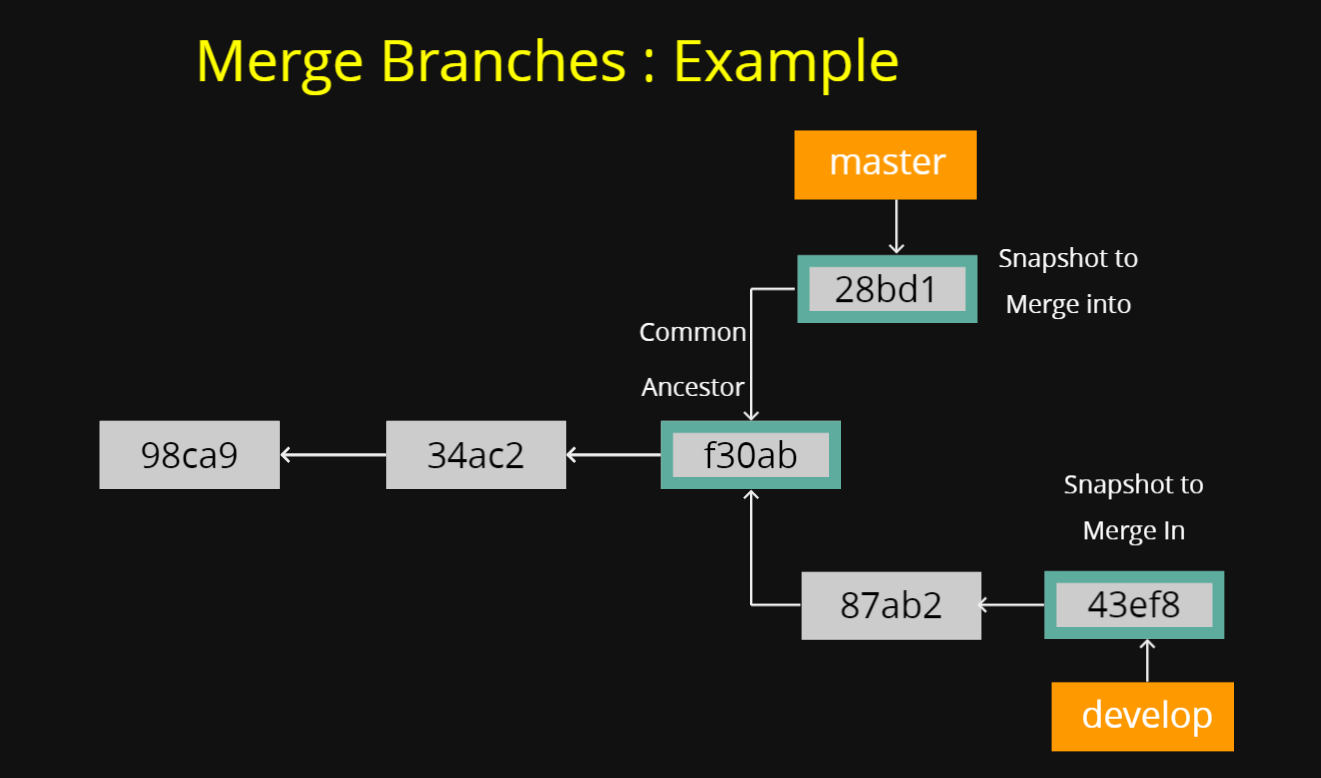 Merge Branches : Example
master
28bd1
Snapshot to
Merge into
Common
Ancestor
98ca9
34ac2
f30ab
Snapshot to
Merge In
87ab2
43ef8
develop